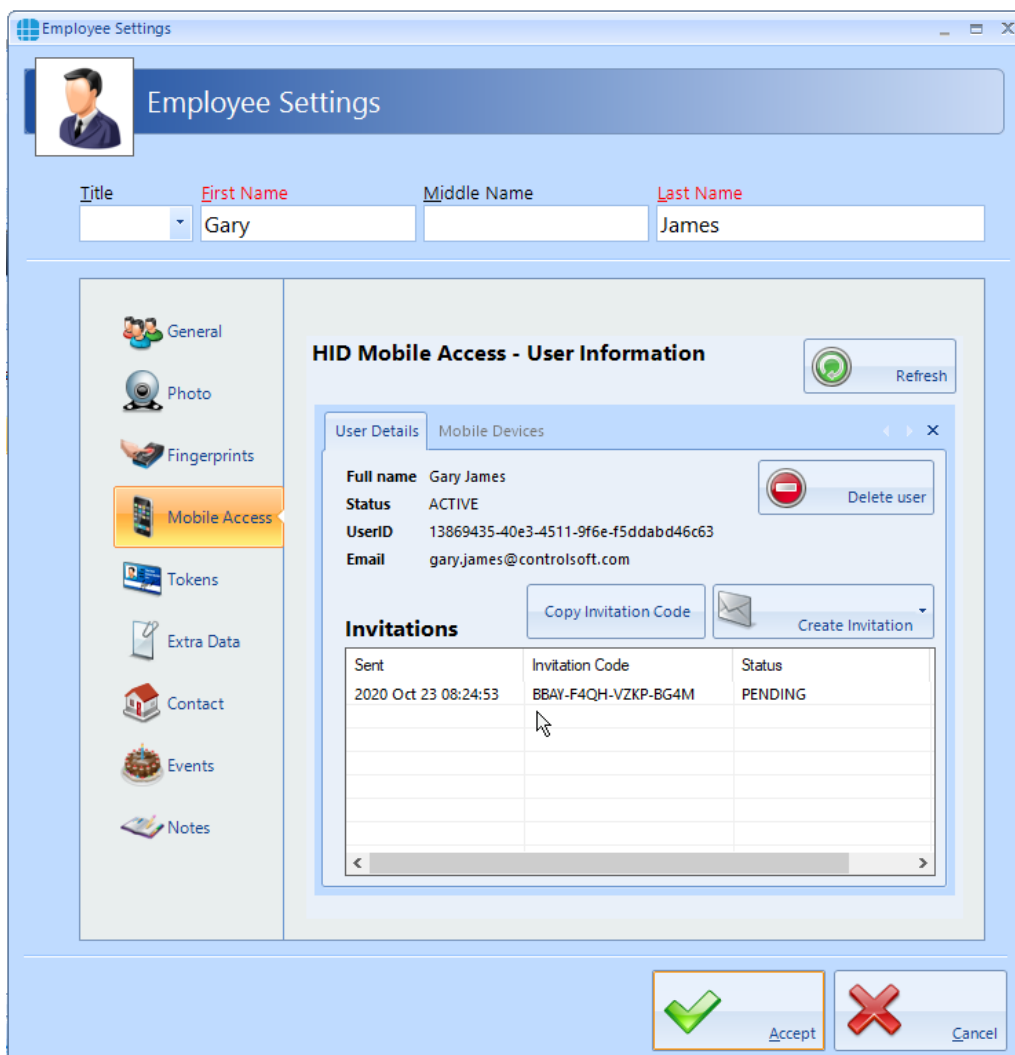 Employee Settings
Employee Settings
Title First Name Middle Name Last Name
Gary James
General
Photo
Fingerprints
Mobile Access
Tokens
Extra Data
Contact
Events
Notes
HID Mobile Access - User Information
Refresh
User Details Mobile Devices
Full name Gary James
Status ACTIVE
UserID 13869435-40e3-4511-9f6e-f5ddabd46c63
Email gary.james@controlsoft.com
Delete user
Invitations
Copy Invitation Code
Create Invitation
Sent Invitation Code Status
2020 Oct 23 08:24:53 BBAY-F4QH-VZKP-BG4M PENDING
Accept
Cancel